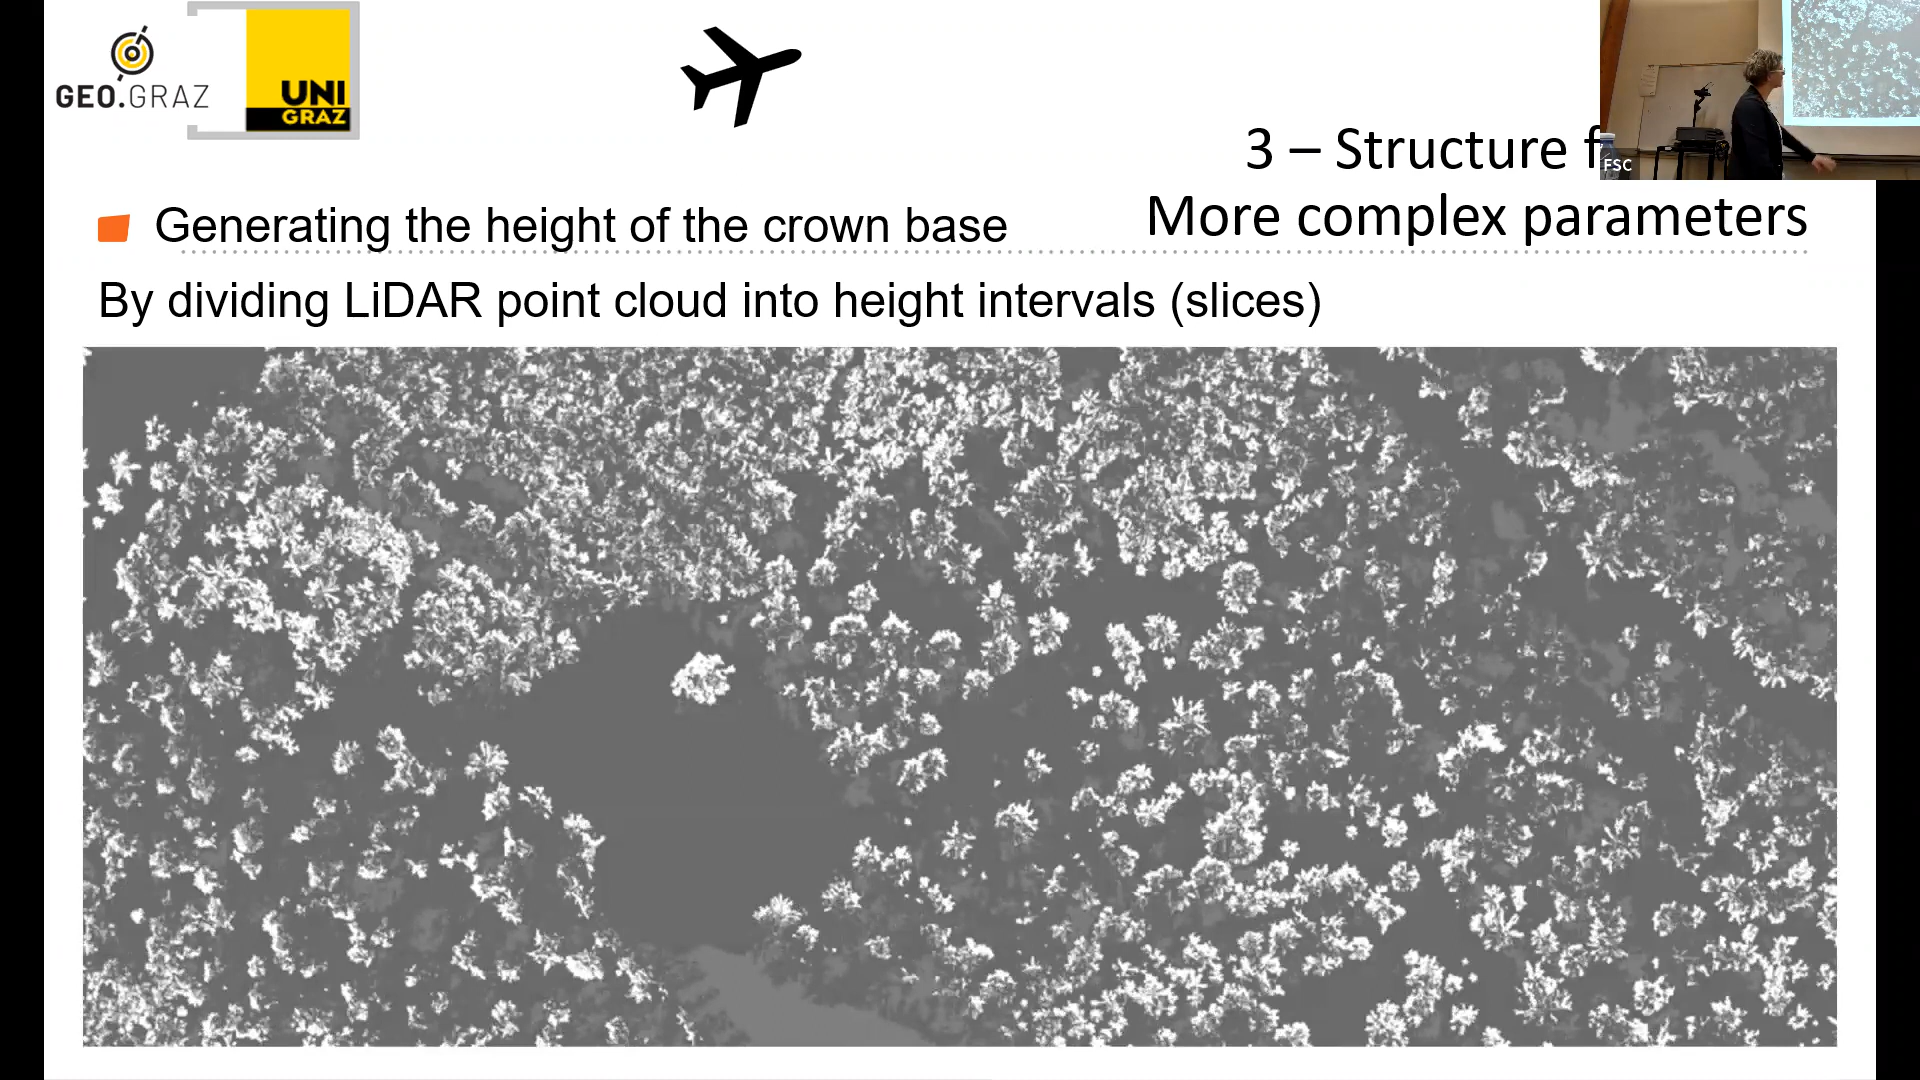 GEO.GRAZ
UNI
GRAZ
3 – Structure f
FSC
More complex parameters
Generating the height of the crown base
By dividing LiDAR point cloud into height intervals (slices)